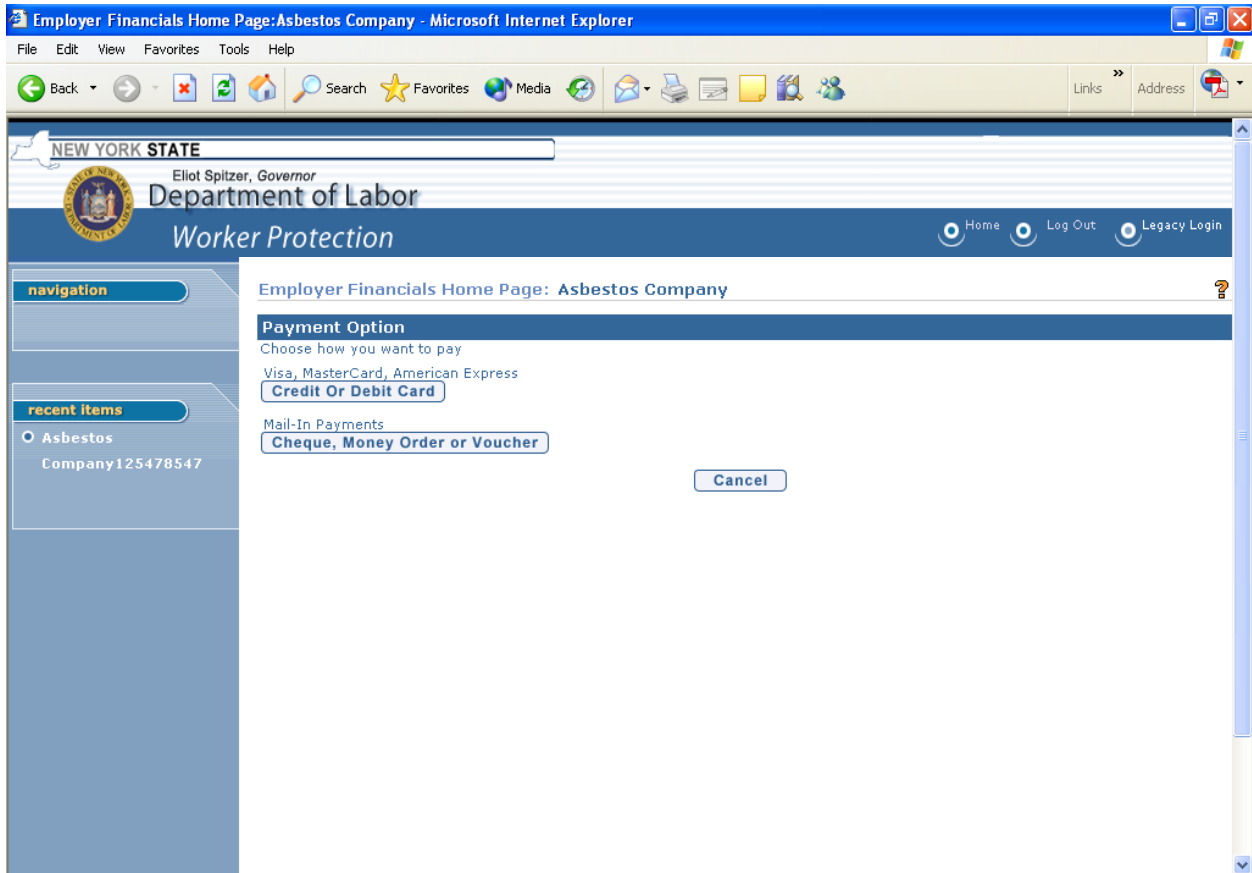 Employer Financials Home Page:Asbestos Company - Microsoft Internet Explorer
File Edit View Favorites Tools Help
Back Search Favorites Media Links » Address
NEW YORK STATE
Eliot Spitzer, Governor
Department of Labor
Worker Protection
Home Log Out Legacy Login
navigation
recent items
Asbestos
Company125478547
Employer Financials Home Page: Asbestos Company ?
Payment Option
Choose how you want to pay
Visa, MasterCard, American Express
Credit Or Debit Card
Mail-In Payments
Cheque, Money Order or Voucher
Cancel